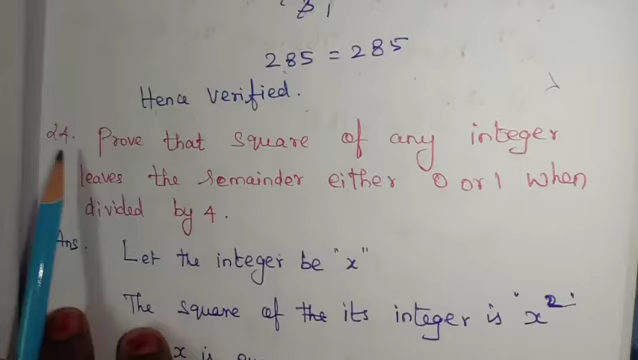 285 = 285
Hence verified.
24. Prove that square of any integer
leaves the remainder either 0 or 1 when
divided by 4.
Ans. Let the integer be "x"
The square of the its integer is "x²"
x is